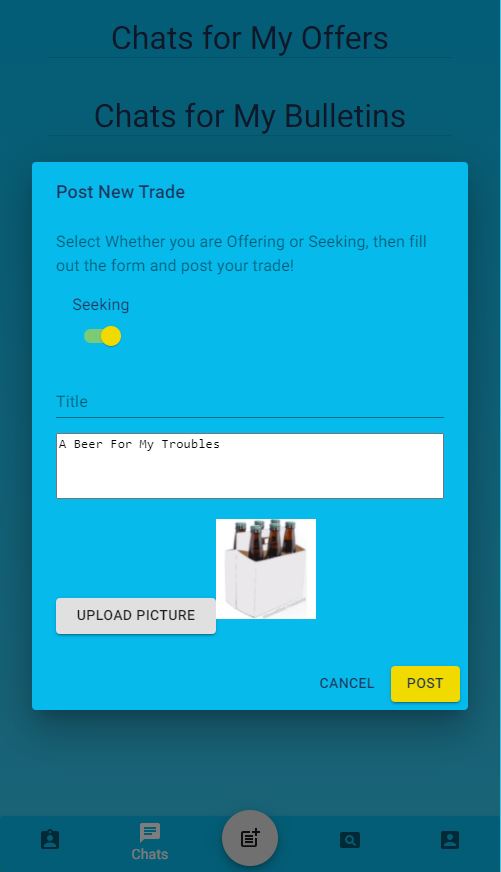 Chats for My Offers
Chats for My Bulletins
Post New Trade
Select Whether you are Offering or Seeking, then fill
out the form and post your trade!
Seeking
Title
A Beer For My Troubles
UPLOAD PICTURE
CANCEL POST
Chats